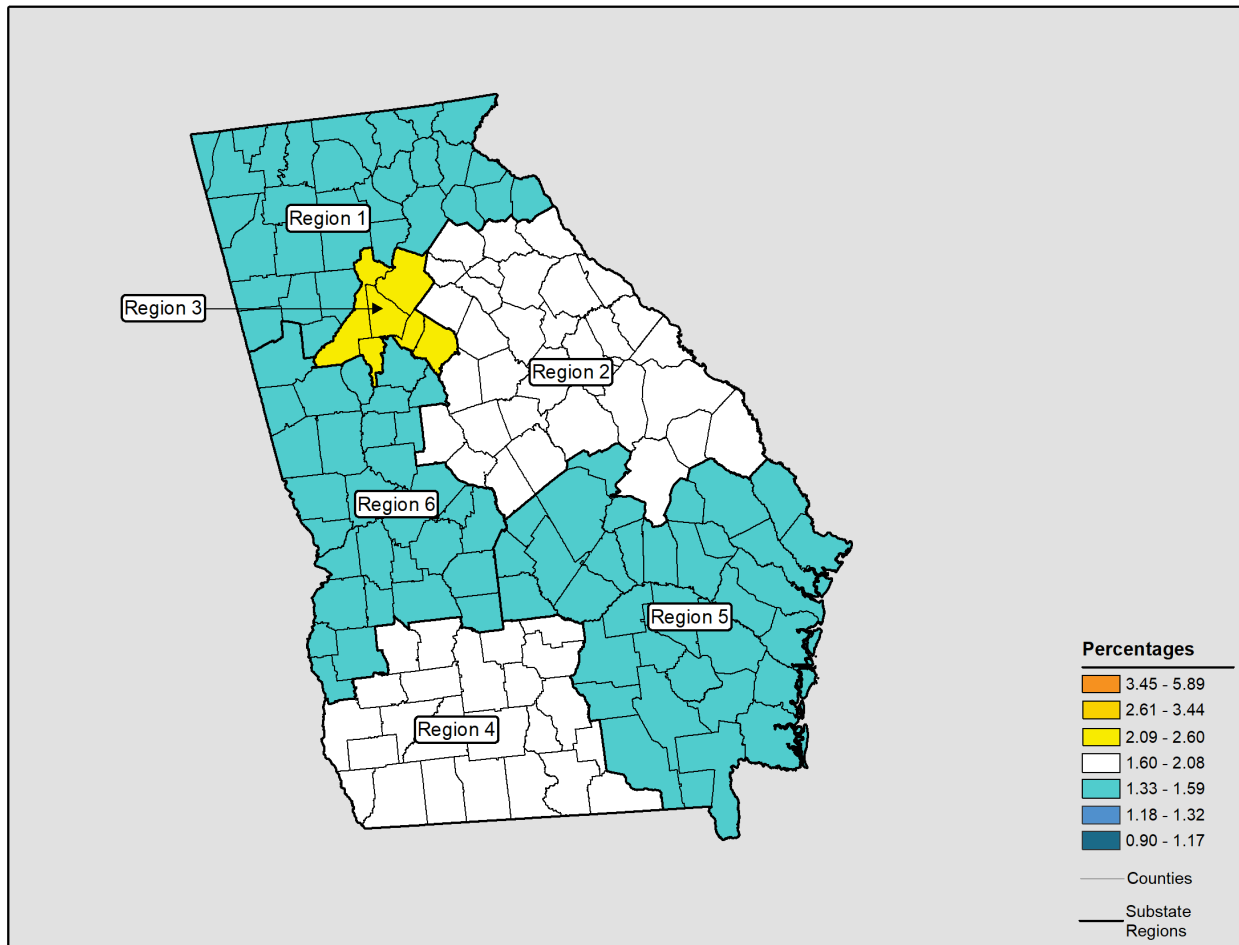 Region 1
Region 3
Region 2
Region 6
Region 5
Region 4
Percentages
3.45 - 5.89
2.61 - 3.44
2.09 - 2.60
1.60 - 2.08
1.33 - 1.59
1.18 - 1.32
0.90 - 1.17
Counties
Substate
Regions